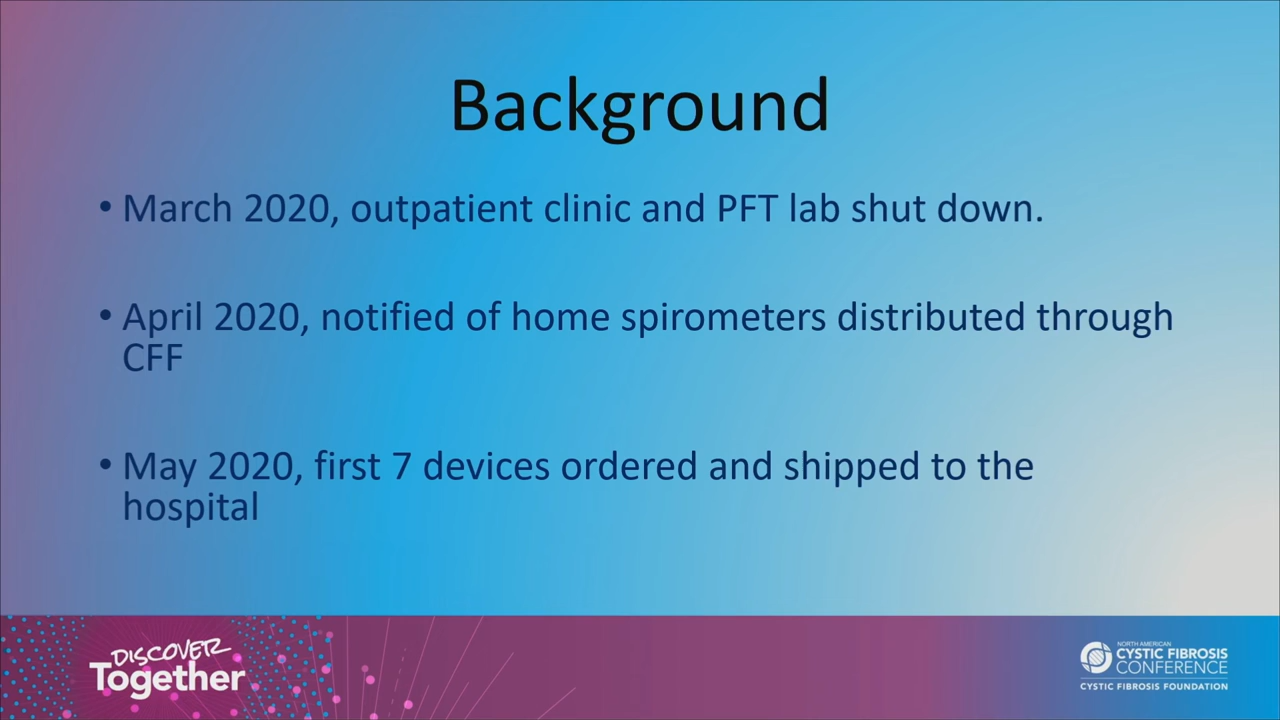 Background
• March 2020, outpatient clinic and PFT lab shut down.
• April 2020, notified of home spirometers distributed through
CFF
• May 2020, first 7 devices ordered and shipped to the
hospital
DISCOVER
Together
NORTH AMERICAN
CYSTIC FIBROSIS
CONFERENCE
CYSTIC FIBROSIS FOUNDATION